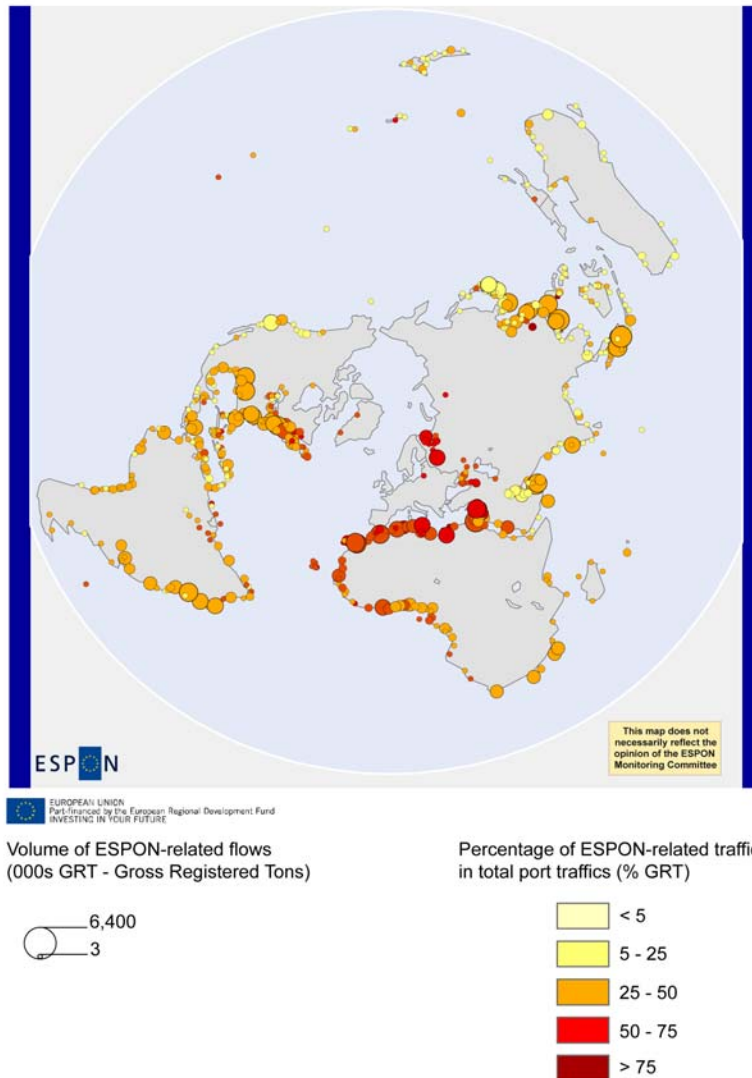 This map does not
necessarily reflect the
opinion of the ESPON
Monitoring Committee
ESPON
EUROPEAN UNION
Part-financed by the European Regional Development Fund
INVESTING IN YOUR FUTURE
Volume of ESPON-related flows
(000s GRT - Gross Registered Tons)
6,400
3
Percentage of ESPON-related traffic
in total port traffics (% GRT)
< 5
5 - 25
25 - 50
50 - 75
> 75